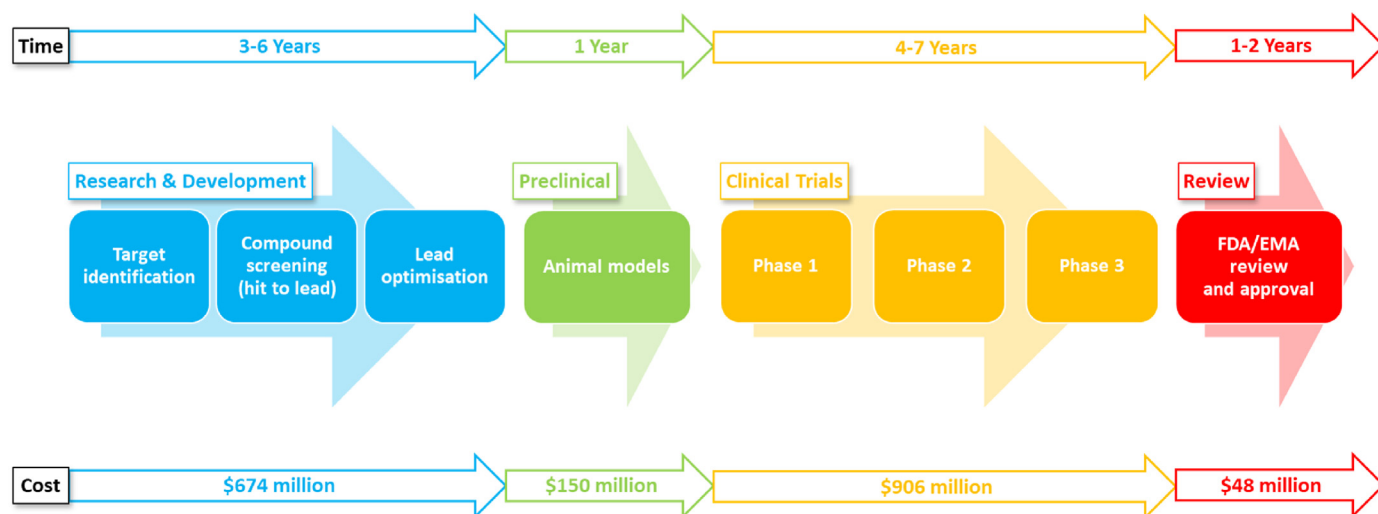 Time
3-6 Years
1 Year
4-7 Years
1-2 Years
Research & Development
Preclinical
Clinical Trials
Review
Target
identification
Compound
screening
(hit to lead)
Lead
optimisation
Animal models
Phase 1
Phase 2
Phase 3
FDA/EMA
review
and approval
Cost
$674 million
$150 million
$906 million
$48 million